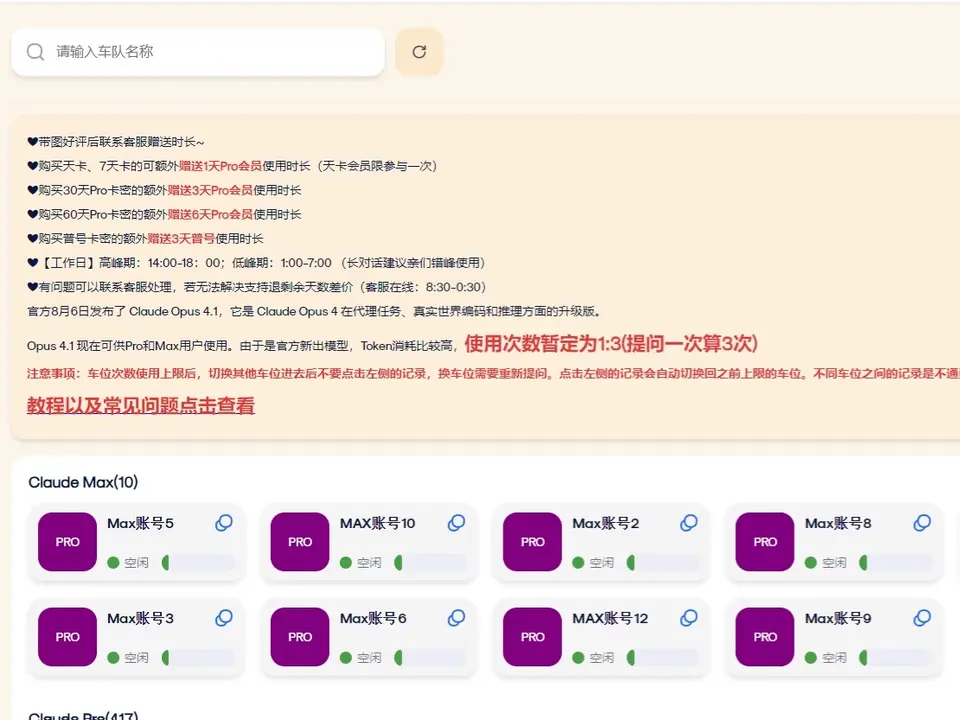 请输入车队名称
♥带图好评后联系客服赠送时长~
♥购买天卡、7天卡的可额外赠送1天Pro会员使用时长（天卡会员限参与一次）
♥购买30天Pro卡密的额外赠送3天Pro会员使用时长
♥购买60天Pro卡密的额外赠送6天Pro会员使用时长
♥购买普号卡密的额外赠送3天普号使用时长
♥【工作日】高峰期：14:00-18：00；低峰期：1:00-7:00 （长对话建议亲们错峰使用）
♥有问题可以联系客服处理，若无法解决支持退剩余天数差价（客服在线：8:30-0:30）
官方8月6日发布了 Claude Opus 4.1，它是 Claude Opus 4 在代理任务、真实世界编码和推理方面的升级版。
Opus 4.1 现在可供Pro和Max用户使用。由于是官方新出模型，Token消耗比较高，使用次数暂定为1:3(提问一次算3次)
注意事项：车位次数使用上限后，切换其他车位进去后不要点击左侧的记录，换车位需要重新提问。点击左侧的记录会自动切换回之前上限的车位。不同车位之间的记录是不通
教程以及常见问题点击查看
Claude Max(10)
PRO Max账号5 空闲
PRO MAX账号10 空闲
PRO Max账号2 空闲
PRO Max账号8 空闲
PRO Max账号3 空闲
PRO Max账号6 空闲
PRO MAX账号12 空闲
PRO Max账号9 空闲
Claude Pro(417)